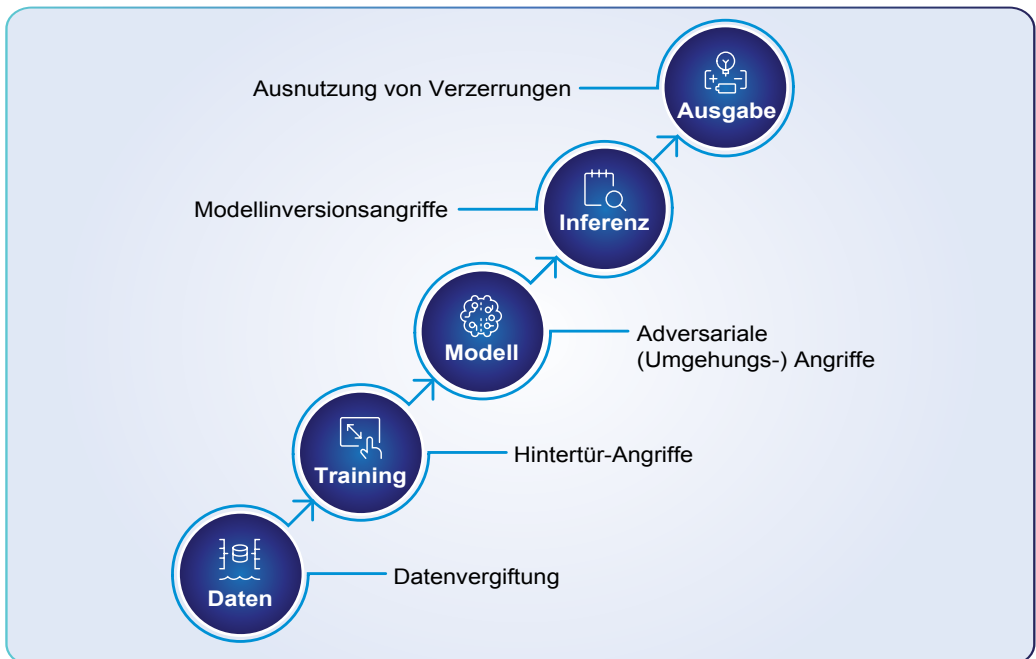 Ausnutzung von Verzerrungen
Ausgabe
Modellinversionsangriffe
Inferenz
Modell
Adversariale
(Umgehungs-) Angriffe
Training
Hintertür-Angriffe
Daten
Datenvergiftung